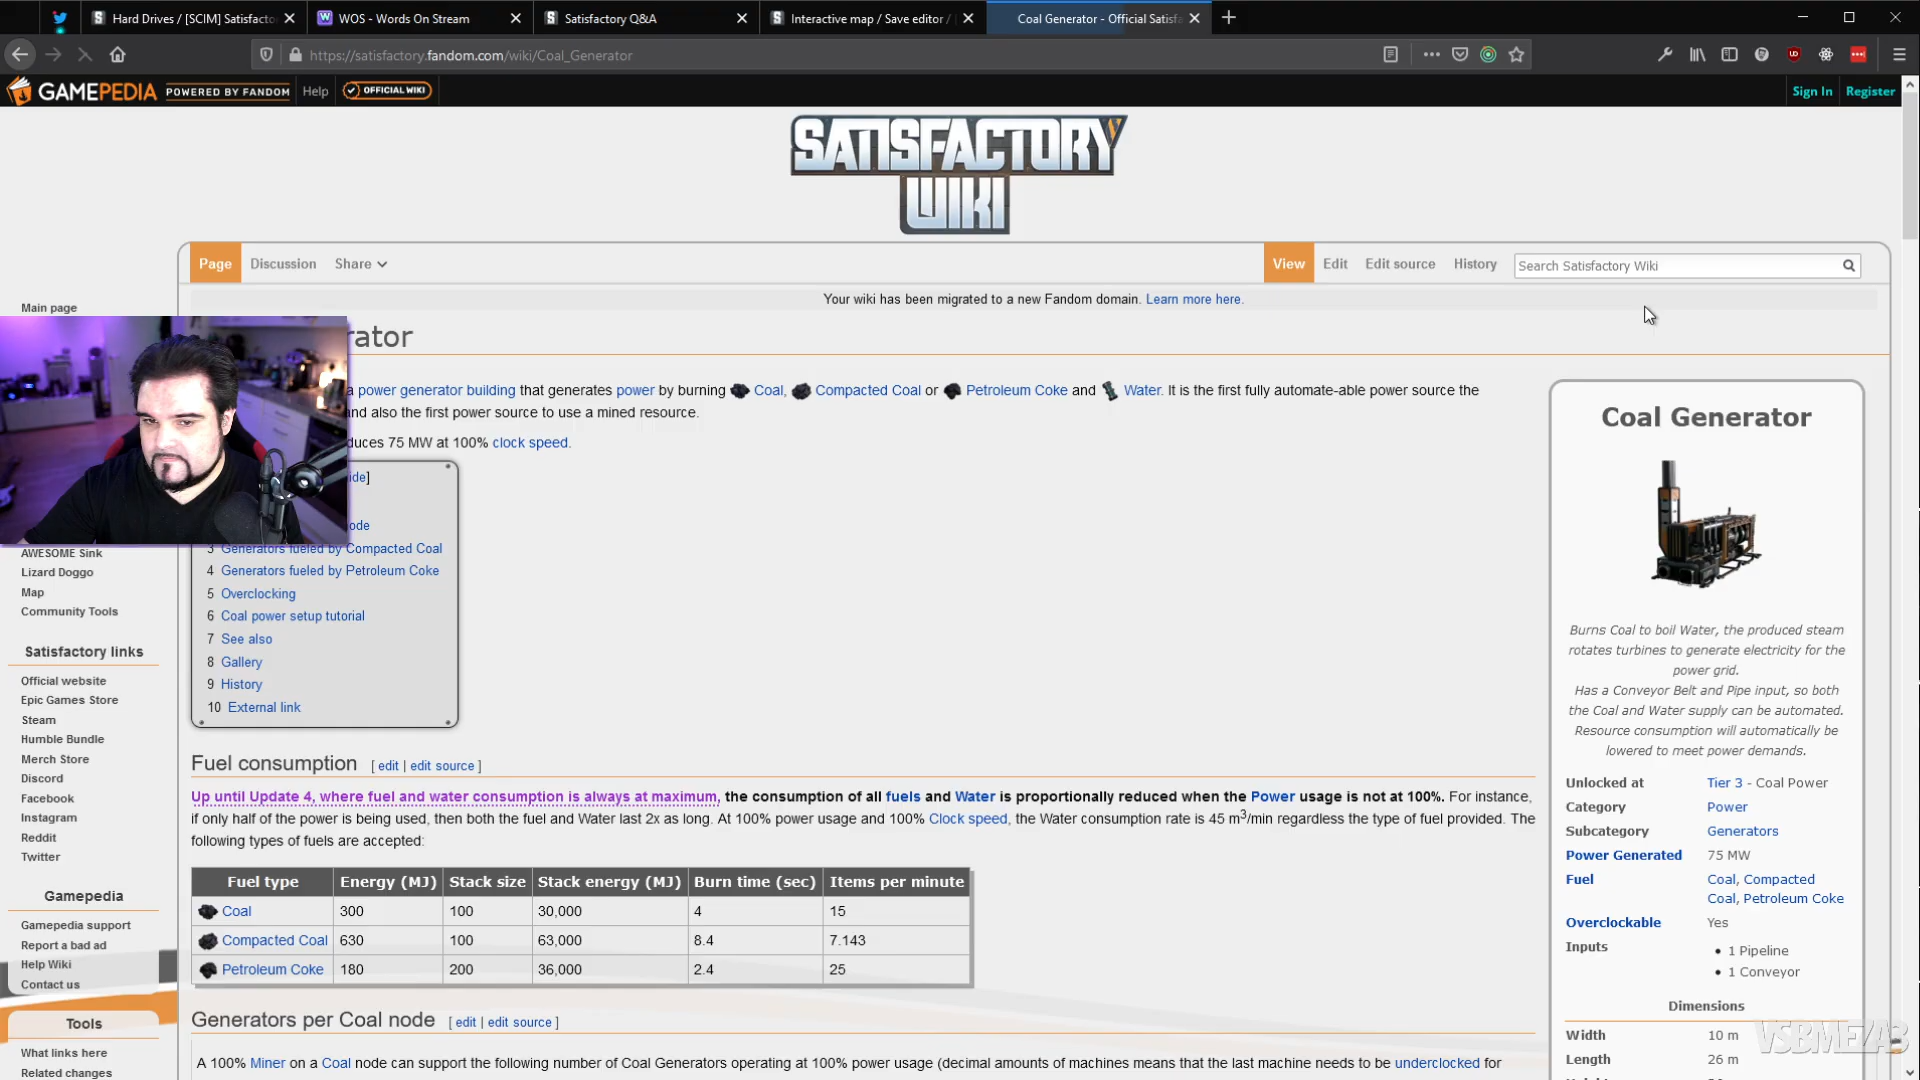 Hard Drives / [SCIM] Satisfacto
WOS - Words On Stream
Satisfactory Q&A
Interactive map / Save editor /
Coal Generator - Official Satisfa
https://satisfactory.fandom.com/wiki/Coal_Generator
GAMEPEDIA POWERED BY FANDOM Help OFFICIAL WIKI
Sign In Register
SATISFACTORY
WIKI
Page Discussion Share
View Edit Edit source History Search Satisfactory Wiki
Your wiki has been migrated to a new Fandom domain. Learn more here.
Main page
rator
a power generator building that generates power by burning Coal, Compacted Coal or Petroleum Coke and Water. It is the first fully automate-able power source the
nd also the first power source to use a mined resource.
duces 75 MW at 100% clock speed.
ide]
ode
3 Generators fueled by Compacted Coal
4 Generators fueled by Petroleum Coke
5 Overclocking
6 Coal power setup tutorial
7 See also
8 Gallery
9 History
10 External link
AWESOME Sink
Lizard Doggo
Map
Community Tools
Satisfactory links
Official website
Epic Games Store
Steam
Humble Bundle
Merch Store
Discord
Facebook
Instagram
Reddit
Twitter
Gamepedia
Gamepedia support
Report a bad ad
Help Wiki
Contact us
Tools
What links here
Related changes
Fuel consumption [ edit | edit source ]
Up until Update 4, where fuel and water consumption is always at maximum, the consumption of all fuels and Water is proportionally reduced when the Power usage is not at 100%. For instance,
if only half of the power is being used, then both the fuel and Water last 2x as long. At 100% power usage and 100% Clock speed, the Water consumption rate is 45 m3/min regardless the type of fuel provided. The
following types of fuels are accepted:
Fuel type Energy (MJ) Stack size Stack energy (MJ) Burn time (sec) Items per minute
Coal 300 100 30,000 4 15
Compacted Coal 630 100 63,000 8.4 7.143
Petroleum Coke 180 200 36,000 2.4 25
Generators per Coal node [ edit | edit source ]
A 100% Miner on a Coal node can support the following number of Coal Generators operating at 100% power usage (decimal amounts of machines means that the last machine needs to be underclocked for
Coal Generator
Burns Coal to boil Water, the produced steam
rotates turbines to generate electricity for the
power grid.
Has a Conveyor Belt and Pipe input, so both
the Coal and Water supply can be automated.
Resource consumption will automatically be
lowered to meet power demands.
Unlocked at Tier 3 - Coal Power
Category Power
Subcategory Generators
Power Generated 75 MW
Fuel Coal, Compacted
Coal, Petroleum Coke
Overclockable Yes
Inputs • 1 Pipeline
• 1 Conveyor
Dimensions
Width 10 m
Length 26 m
VSBMEZA3